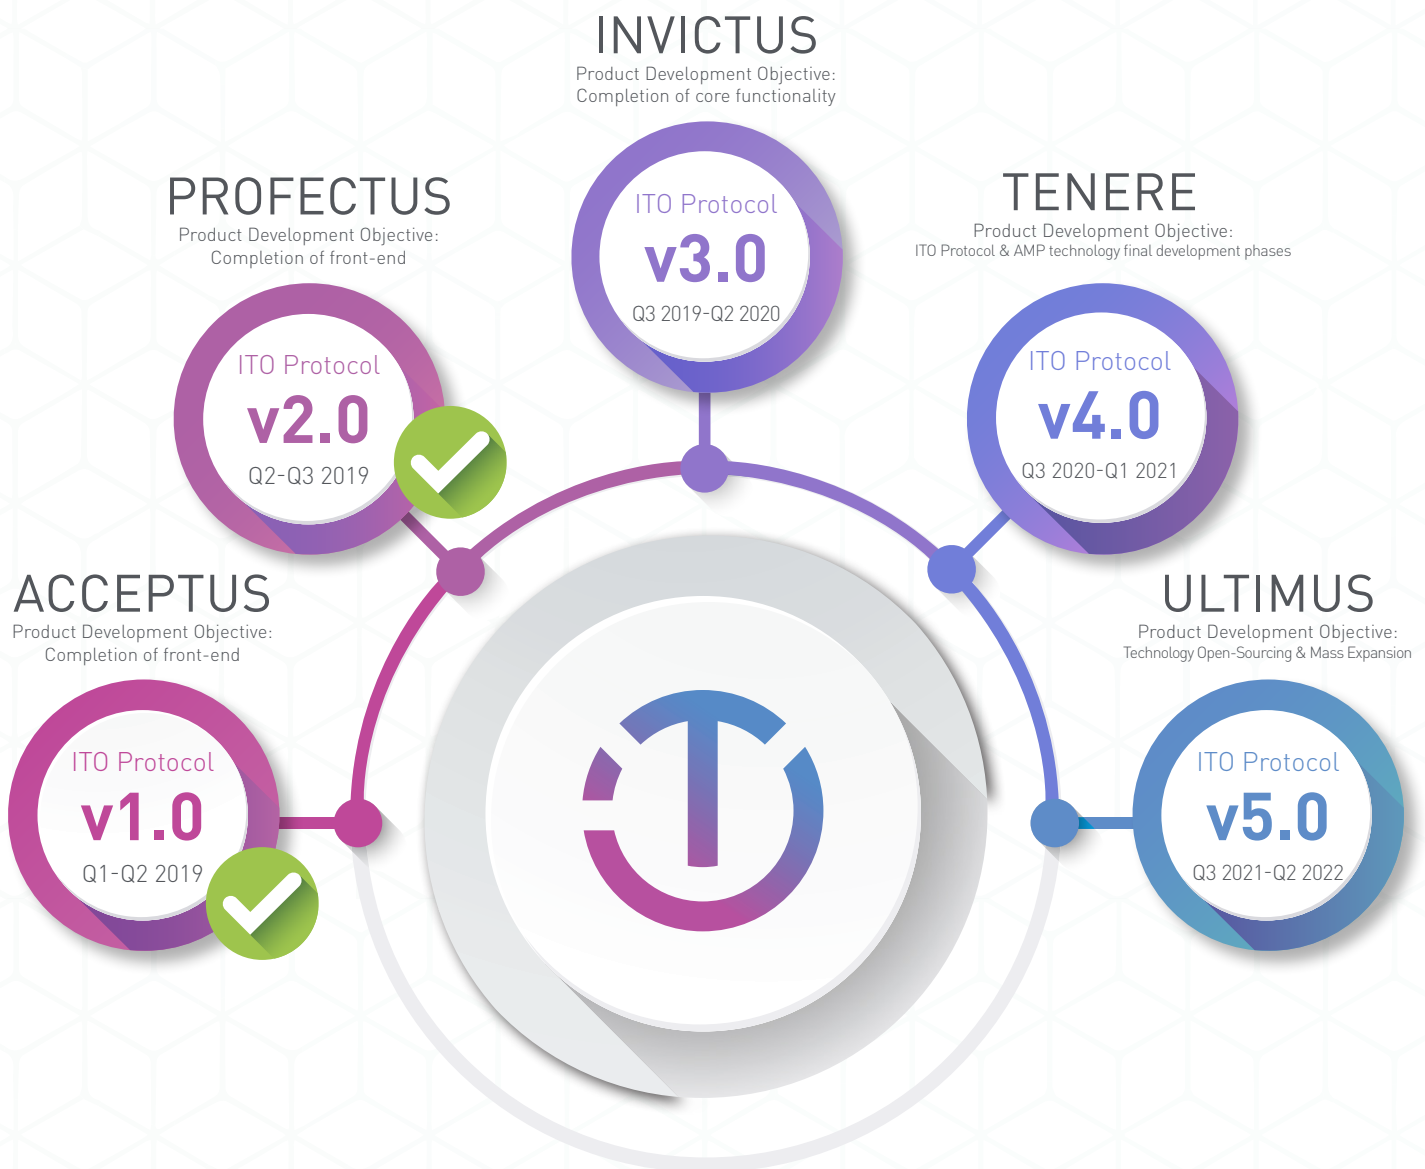 INVICTUS
Product Development Objective:
Completion of core functionality
ITO Protocol
v3.0
Q3 2019-Q2 2020
PROFECTUS
Product Development Objective:
Completion of front-end
ITO Protocol
v2.0
Q2-Q3 2019
TENERE
Product Development Objective:
ITO Protocol & AMP technology final development phases
ITO Protocol
v4.0
Q3 2020-Q1 2021
ACCEPTUS
Product Development Objective:
Completion of front-end
ITO Protocol
v1.0
Q1-Q2 2019
ULTIMUS
Product Development Objective:
Technology Open-Sourcing & Mass Expansion
ITO Protocol
v5.0
Q3 2021-Q2 2022